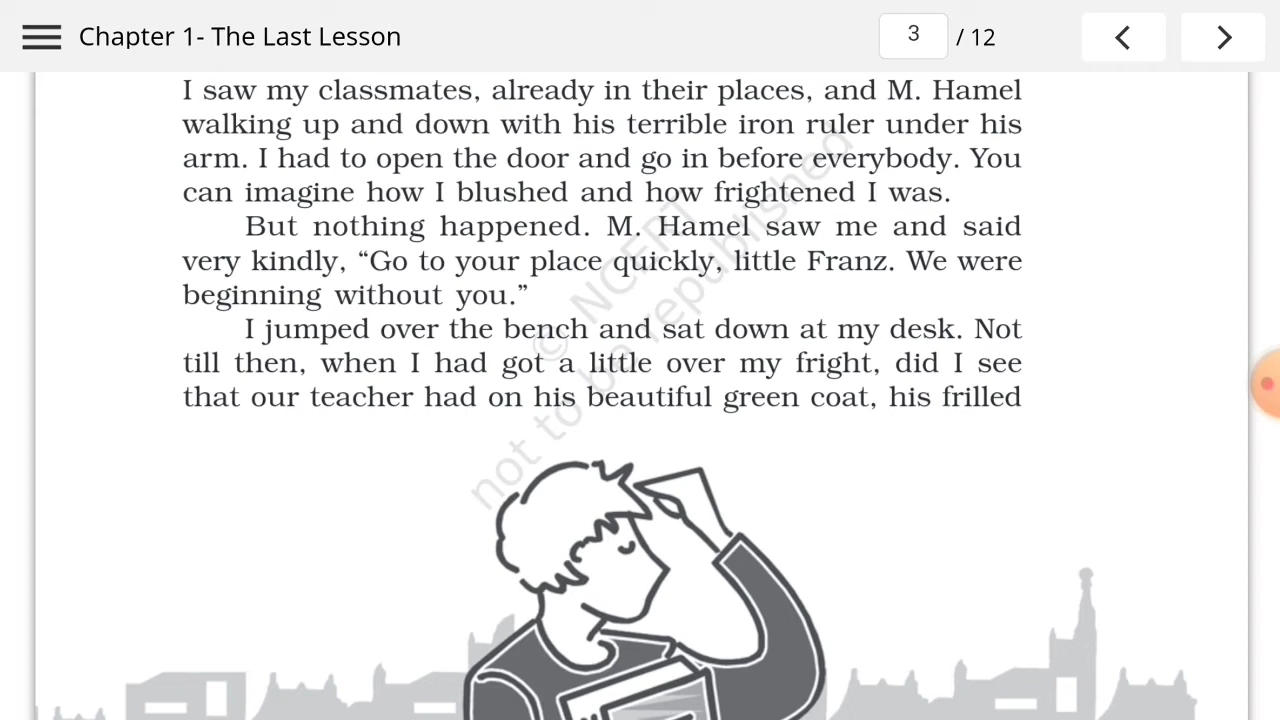 Chapter 1- The Last Lesson
3 / 12
I saw my classmates, already in their places, and M. Hamel
walking up and down with his terrible iron ruler under his
arm. I had to open the door and go in before everybody. You
can imagine how I blushed and how frightened I was.
But nothing happened. M. Hamel saw me and said
very kindly, “Go to your place quickly, little Franz. We were
beginning without you.”
I jumped over the bench and sat down at my desk. Not
till then, when I had got a little over my fright, did I see
that our teacher had on his beautiful green coat, his frilled
© NCERT
not to be republished